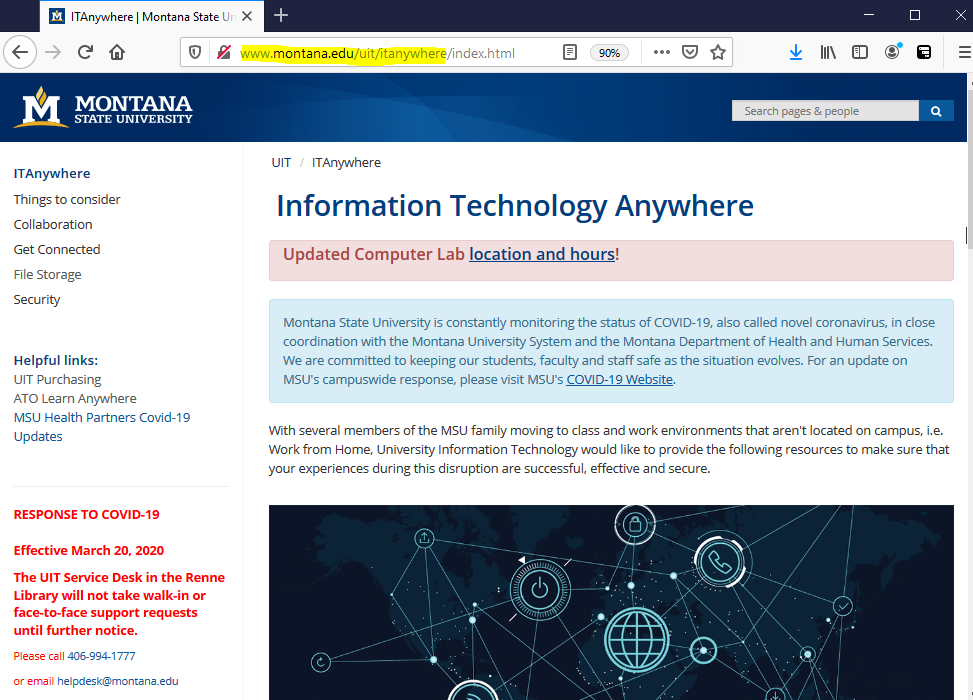 ITAnywhere | Montana State Un
www.montana.edu/uit/itanywhere/index.html
90%
M MONTANA
STATE UNIVERSITY
Search pages & people
ITAnywhere
Things to consider
Collaboration
Get Connected
File Storage
Security
Helpful links:
UIT Purchasing
ATO Learn Anywhere
MSU Health Partners Covid-19
Updates
RESPONSE TO COVID-19
Effective March 20, 2020
The UIT Service Desk in the Renne
Library will not take walk-in or
face-to-face support requests
until further notice.
Please call 406-994-1777
or email helpdesk@montana.edu
UIT / ITAnywhere
Information Technology Anywhere
Updated Computer Lab location and hours!
Montana State University is constantly monitoring the status of COVID-19, also called novel coronavirus, in close
coordination with the Montana University System and the Montana Department of Health and Human Services.
We are committed to keeping our students, faculty and staff safe as the situation evolves. For an update on
MSU's campuswide response, please visit MSU's COVID-19 Website.
With several members of the MSU family moving to class and work environments that aren't located on campus, i.e.
Work from Home, University Information Technology would like to provide the following resources to make sure that
your experiences during this disruption are successful, effective and secure.